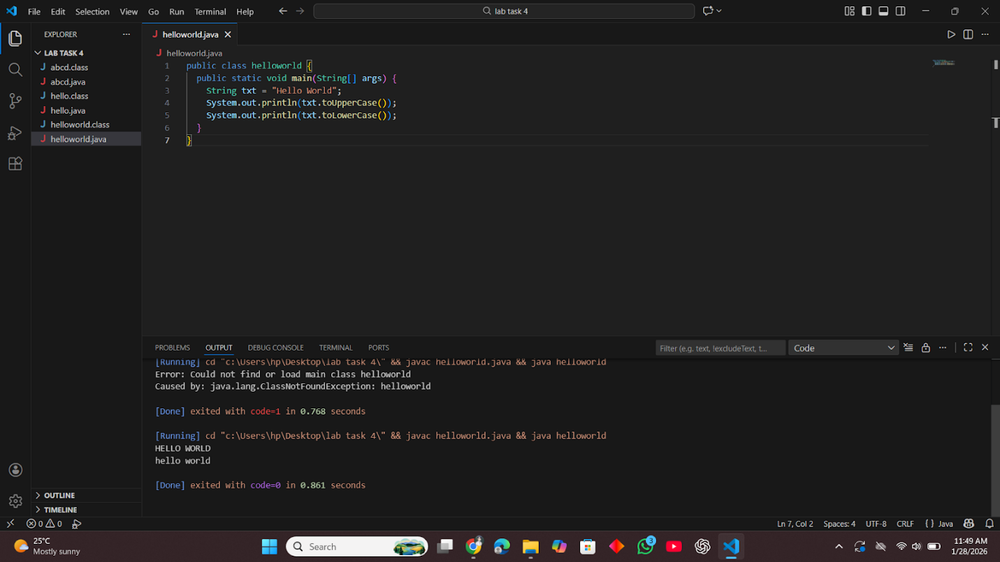 File Edit Selection View Go Run Terminal Help
lab task 4
EXPLORER
LAB TASK 4
abcd.class
abcd.java
hello.class
hello.java
helloworld.class
helloworld.java
helloworld.java
helloworld.java
1 public class helloworld {
2 public static void main(String[] args) {
3 String txt = "Hello World";
4 System.out.println(txt.toUpperCase());
5 System.out.println(txt.toLowerCase());
6 }
7 }
PROBLEMS OUTPUT DEBUG CONSOLE TERMINAL PORTS
Filter (e.g. text, !excludeText, t...
Code
[Running] cd "c:\Users\hp\Desktop\lab task 4\" && javac helloworld.java && java helloworld
Error: Could not find or load main class helloworld
Caused by: java.lang.ClassNotFoundException: helloworld
[Done] exited with code=1 in 0.768 seconds
[Running] cd "c:\Users\hp\Desktop\lab task 4\" && javac helloworld.java && java helloworld
HELLO WORLD
hello world
[Done] exited with code=0 in 0.861 seconds
OUTLINE
TIMELINE
0 0
Ln 7, Col 2 Spaces: 4 UTF-8 CRLF {} Java
25°C
Mostly sunny
Search
3
11:49 AM
1/28/2026